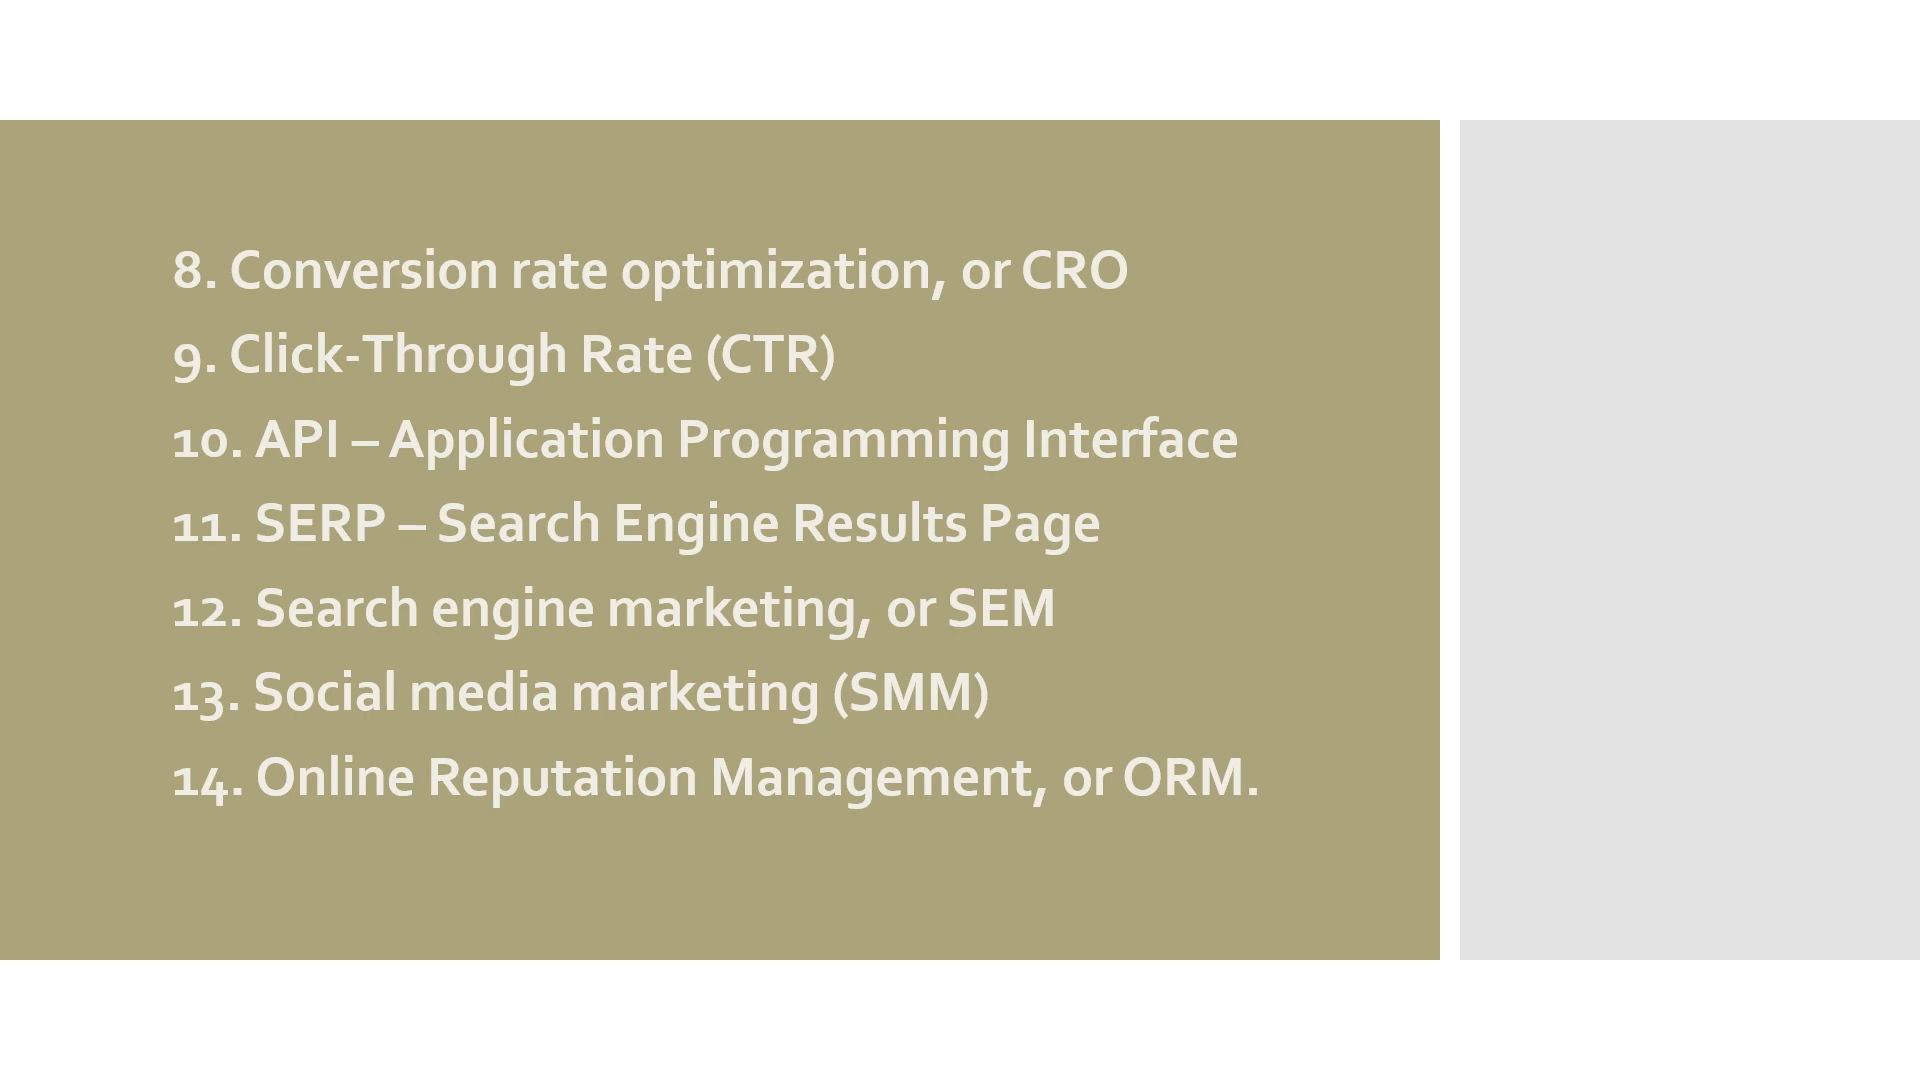 8. Conversion rate optimization, or CRO
9. Click-Through Rate (CTR)
10. API – Application Programming Interface
11. SERP – Search Engine Results Page
12. Search engine marketing, or SEM
13. Social media marketing (SMM)
14. Online Reputation Management, or ORM.